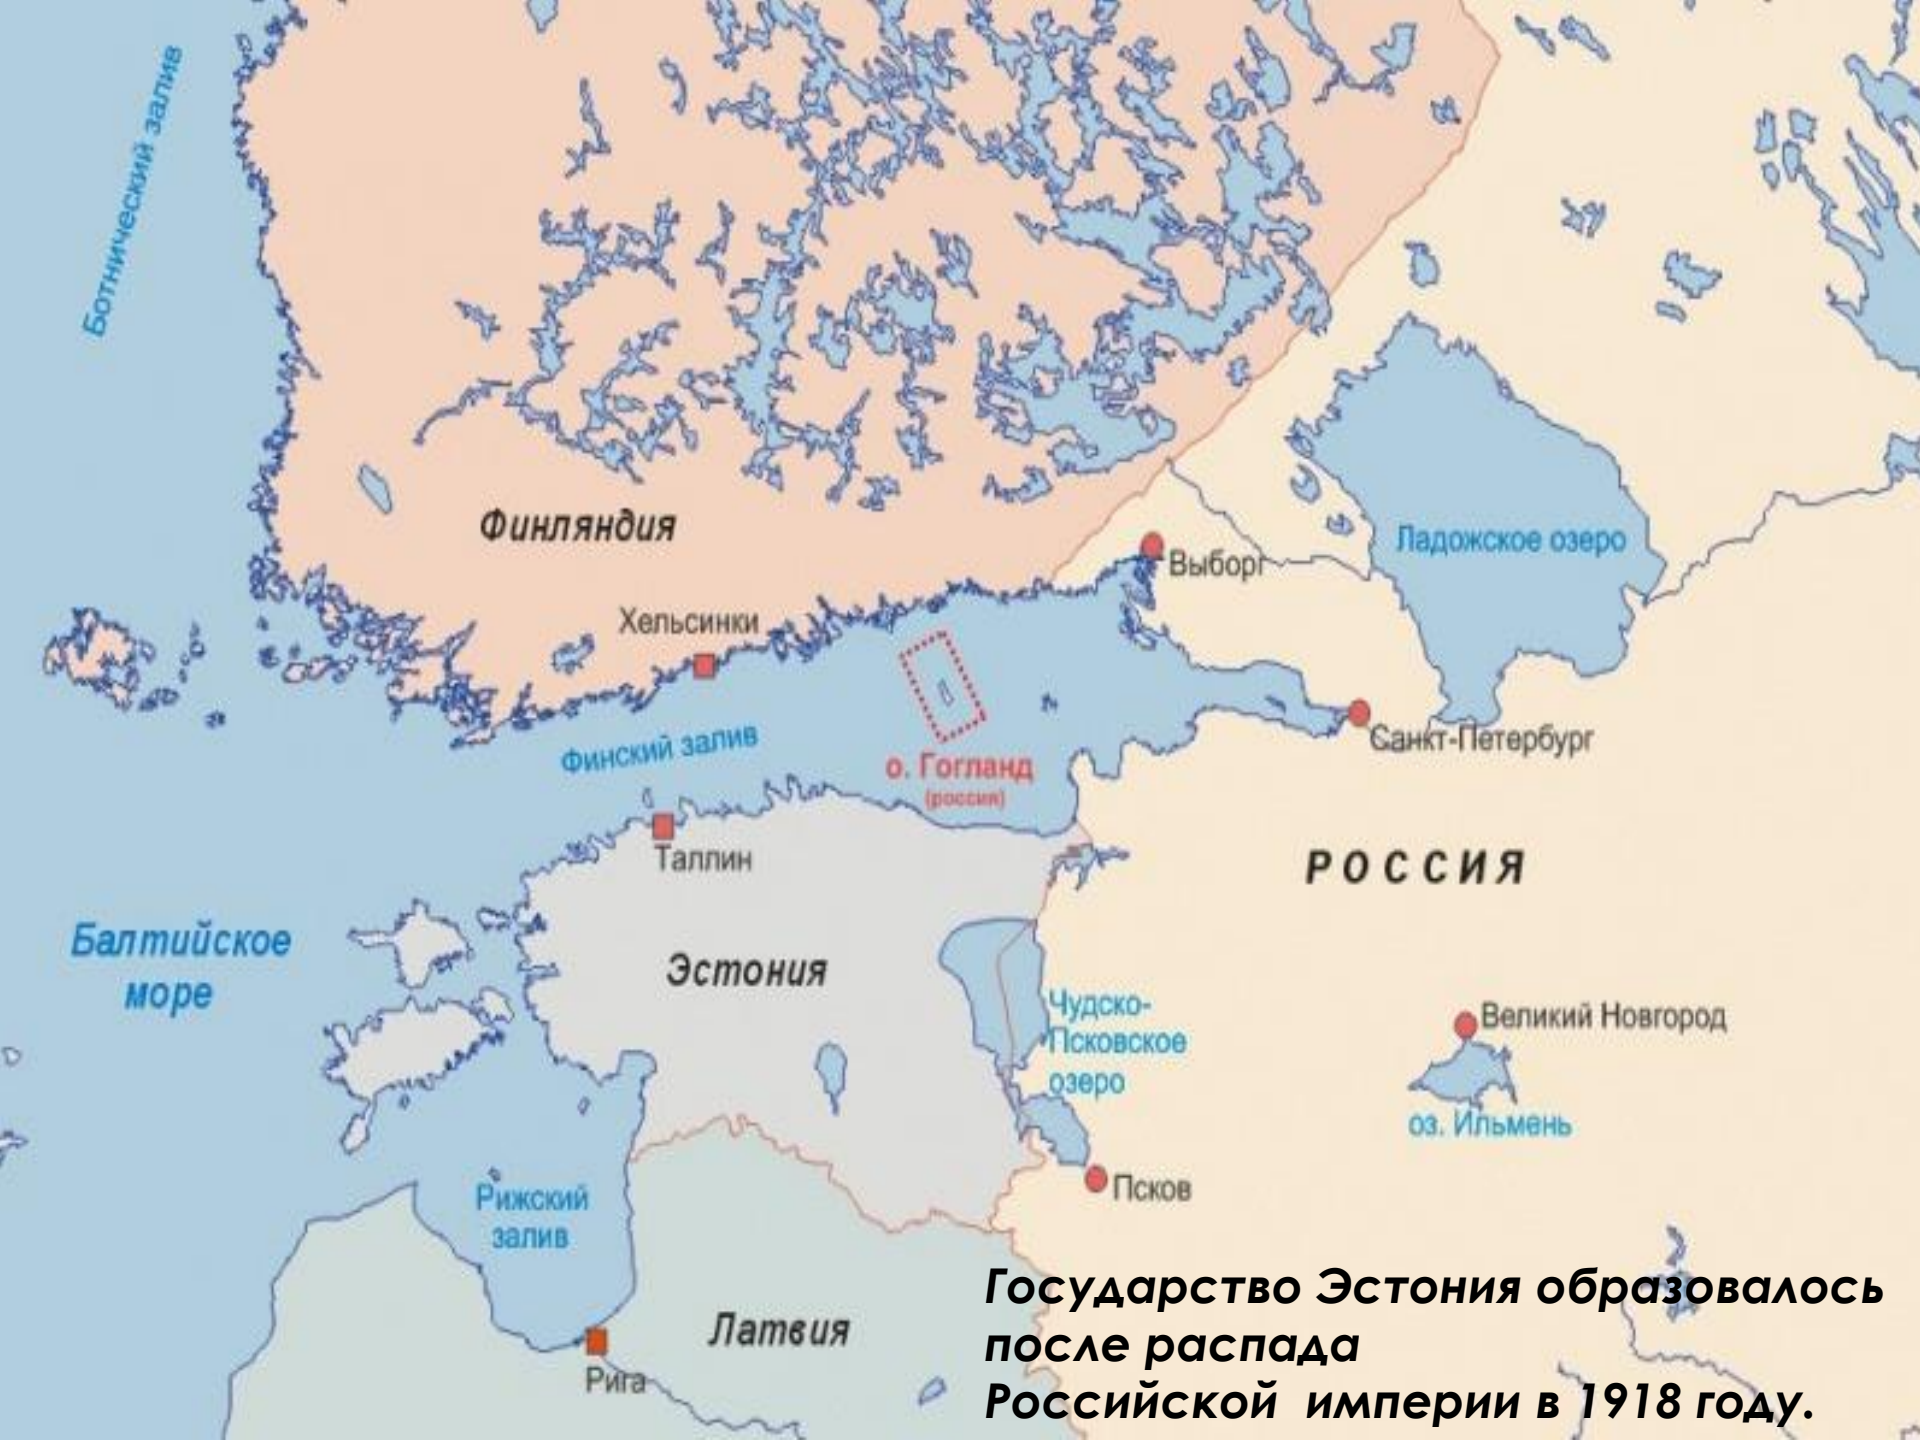 Ботнический залив
Финляндия
Ладожское озеро
Выборг
Хельсинки
Финский залив
Санкт-Петербург
о. Гогланд
(россия)
Таллин
РОССИЯ
Балтийское
море
Эстония
Чудско-
Псковское
озеро
Великий Новгород
оз. Ильмень
Псков
Рижский
залив
Латвия
Рига
Государство Эстония образовалось
после распада
Российской империи в 1918 году.